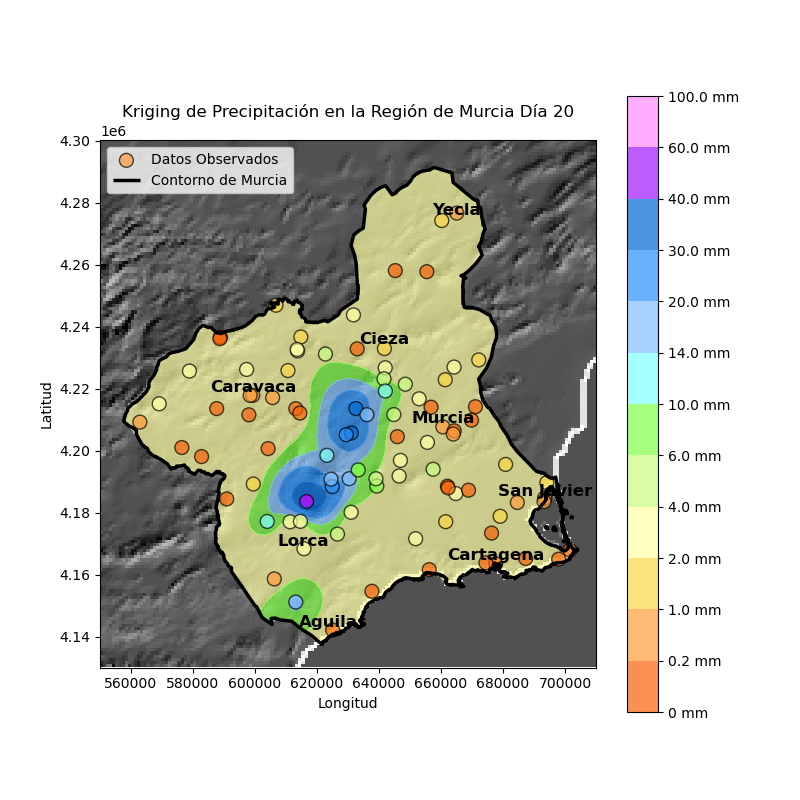 Kriging de Precipitación en la Región de Murcia Día 20
1e6
Datos Observados
Contorno de Murcia
4.30
4.28
4.26
4.24
4.22
4.20
4.18
4.16
4.14
Latitud
Yecla
Cieza
Caravaca
Murcia
San Javier
Lorca
Cartagena
Aguilas
560000 580000 600000 620000 640000 660000 680000 700000
Longitud
100.0 mm
60.0 mm
40.0 mm
30.0 mm
20.0 mm
14.0 mm
10.0 mm
6.0 mm
4.0 mm
2.0 mm
1.0 mm
0.2 mm
0 mm